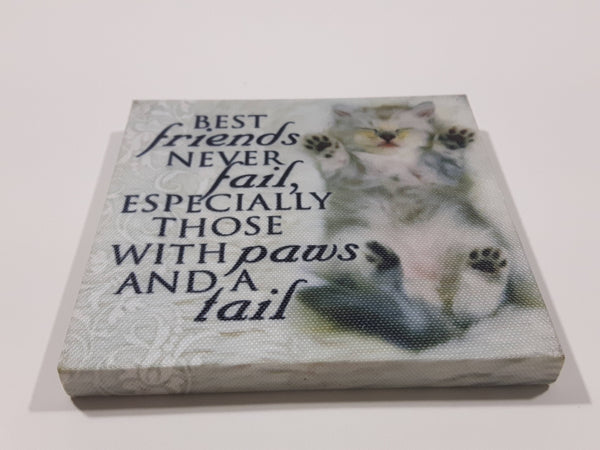 BEST
friends
NEVER
fail,
ESPECIALLY
THOSE
WITH paws
AND A
tail